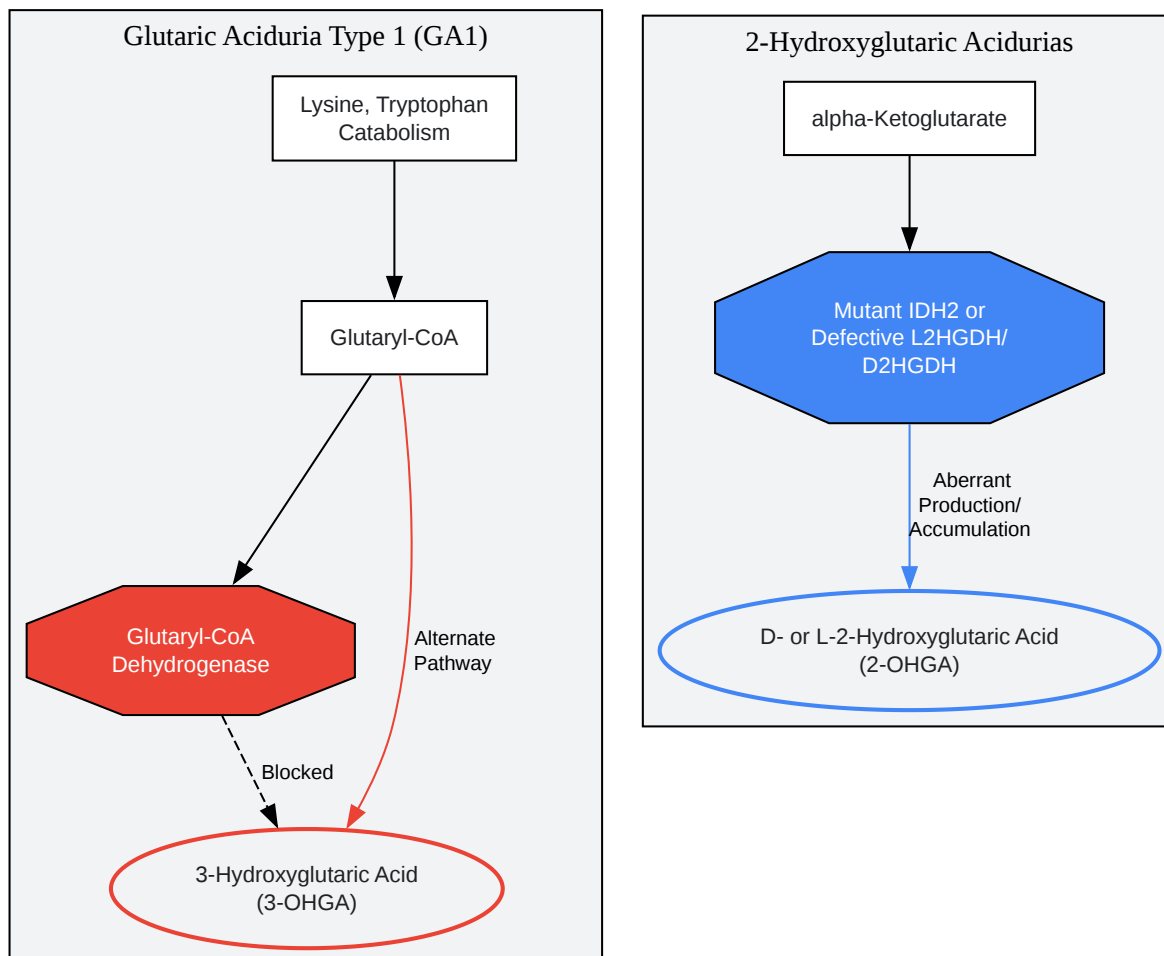 Glutaric Aciduria Type 1 (GA1)
Lysine, Tryptophan
Catabolism
Glutaryl-CoA
Glutaryl-CoA
Dehydrogenase
Alternate
Pathway
Blocked
3-Hydroxyglutaric Acid
(3-OHGA)
2-Hydroxyglutaric Acidurias
alpha-Ketoglutarate
Mutant IDH2 or
Defective L2HGDH/
D2HGDH
Aberrant
Production/
Accumulation
D- or L-2-Hydroxyglutaric Acid
(2-OHGA)